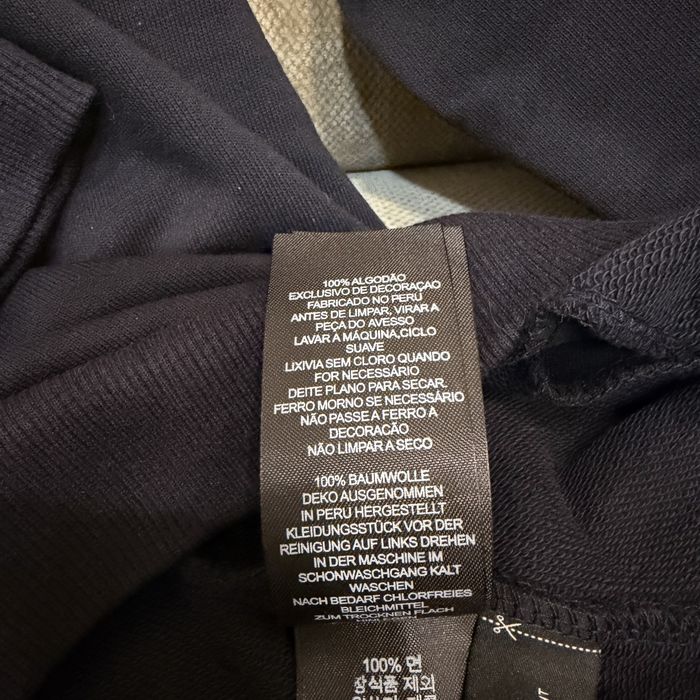 100% ALGODÃO
EXCLUSIVO DE DECORAÇAO
FABRICADO NO PERÚ
ANTES DE LIMPAR, VIRAR A
PEÇA DO AVESSO
LAVAR A MÁQUINA,CICLO
SUAVE
LIXIVIA SEM CLORO QUANDO
FOR NECESSÁRIO
DEITE PLANO PARA SECAR.
FERRO MORNO SE NECESSÁRIO
NÃO PASSE A FERRO A
DECORAÇÃO
NÃO LIMPAR A SECO
100% BAUMWOLLE
DEKO AUSGENOMMEN
IN PERU HERGESTELLT
KLEIDUNGSSTÜCK VOR DER
REINIGUNG AUF LINKS DREHEN
IN DER MASCHINE IM
SCHONWASCHGANG KALT
WASCHEN
NACH BEDARF CHLORFREIES
BLEICHMITTEL
ZUM TROCKNEN FLACH
100% 면
장식품 제외